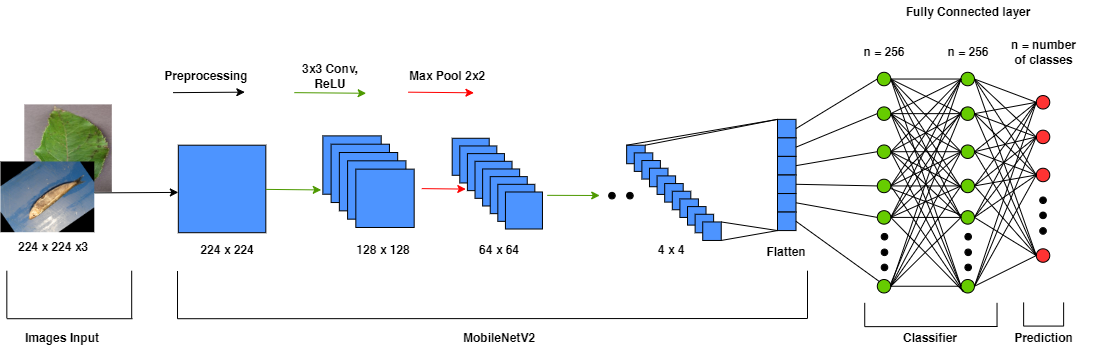 Fully Connected layer
n = 256
n = 256
n = number
of classes
Preprocessing
3x3 Conv,
ReLU
Max Pool 2x2
224 x 224 x3
224 x 224
128 x 128
64 x 64
4 x 4
Flatten
Images Input
MobileNetV2
Classifier
Prediction